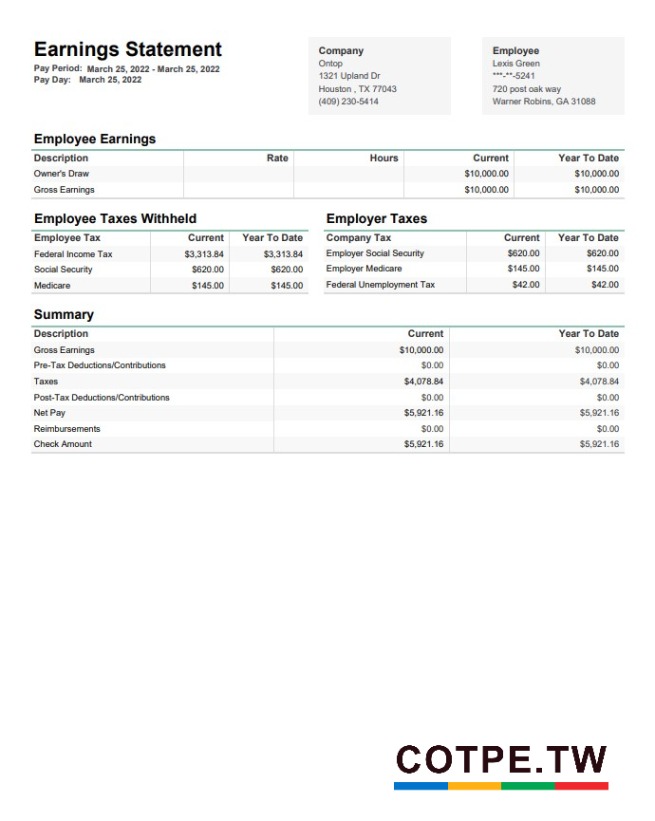 Earnings Statement
Pay Period: March 25, 2022 - March 25, 2022
Pay Day: March 25, 2022
Company
Ontop
1321 Upland Dr
Houston , TX 77043
(409) 230-5414
Employee
Lexis Green
***-**-5241
720 post oak way
Warner Robins, GA 31088
Employee Earnings
Description Rate Hours Current Year To Date
Owner's Draw $10,000.00 $10,000.00
Gross Earnings $10,000.00 $10,000.00
Employee Taxes Withheld
Employee Tax Current Year To Date
Federal Income Tax $3,313.84 $3,313.84
Social Security $620.00 $620.00
Medicare $145.00 $145.00
Employer Taxes
Company Tax Current Year To Date
Employer Social Security $620.00 $620.00
Employer Medicare $145.00 $145.00
Federal Unemployment Tax $42.00 $42.00
Summary
Description Current Year To Date
Gross Earnings $10,000.00 $10,000.00
Pre-Tax Deductions/Contributions $0.00 $0.00
Taxes $4,078.84 $4,078.84
Post-Tax Deductions/Contributions $0.00 $0.00
Net Pay $5,921.16 $5,921.16
Reimbursements $0.00 $0.00
Check Amount $5,921.16 $5,921.16
COTPE.TW